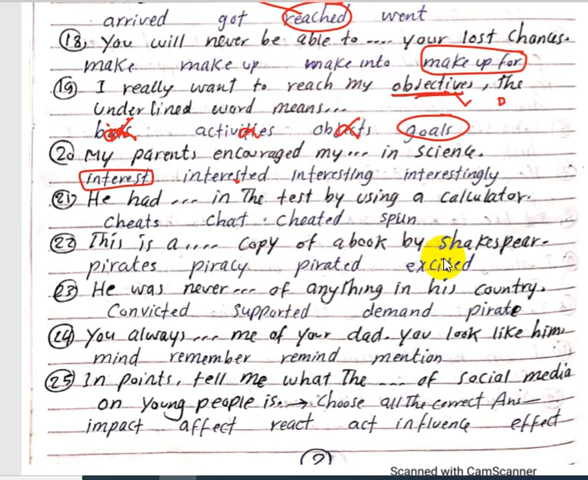 arrived got reached went
(18) You will never be able to .... your lost chances.
make make up make into make up for
(19) I really want to reach my objectives, The
underlined word means...
activities objects goals
(20) My parents encouraged my... in science.
interest interested interesting interestingly
(21) He had ... in The test by using a calculator.
cheats chat cheated spun
(22) This is a .... copy of a book by shakespear.
pirates piracy pirated excited
(23) He was never ... of anything in his country.
Convicted supported demand pirate
(24) You always ... me of your dad. you look like him.
mind remember remind mention
(25) In points, tell me what The .... of social media
on young people is. → Choose all The correct Ans
impact affect react act influence effect
(2)
Scanned with CamScanner